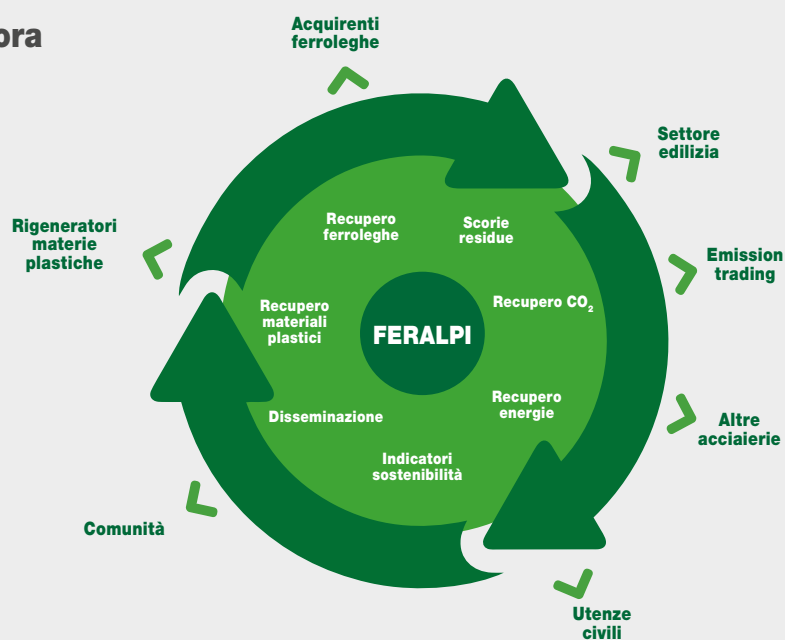 ora
Acquirenti
ferroleghe
Settore
edilizia
Rigeneratori
materie
plastiche
Emission
trading
Recupero
ferroleghe
Scorie
residue
Recupero
materiali
plastici
Recupero CO₂
FERALPI
Recupero
energie
Disseminazione
Indicatori
sostenibilità
Altre
acciaierie
Comunità
Utenze
civili